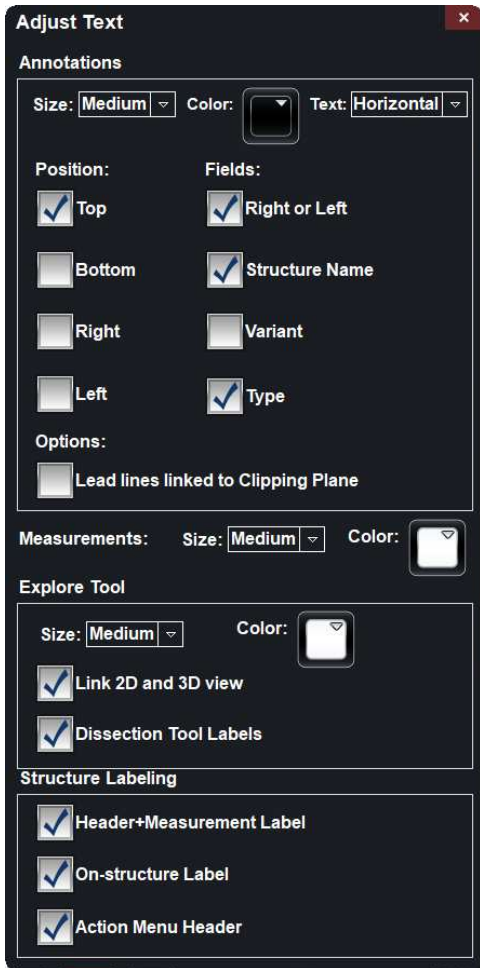 Adjust Text
Annotations
Size: Medium Color: Text: Horizontal
Position: Fields:
Top Right or Left
Bottom Structure Name
Right Variant
Left Type
Options:
Lead lines linked to Clipping Plane
Measurements: Size: Medium Color:
Explore Tool
Size: Medium Color:
Link 2D and 3D view
Dissection Tool Labels
Structure Labeling
Header+Measurement Label
On-structure Label
Action Menu Header